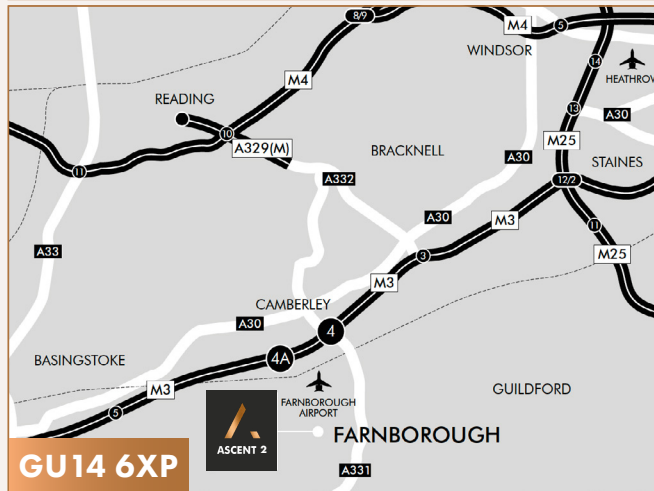 8/9
M4
5
WINDSOR
14
HEATHROW
M4
READING
13
A30
10
A329(M)
M25
BRACKNELL
A30
STAINES
11
A332
12/2
A30
M3
11
A33
3
M25
M3
CAMBERLEY
A30
4
BASINGSTOKE
4A
M3
FARNBOROUGH
AIRPORT
GUILDFORD
5
ASCENT 2
FARNBOROUGH
GU14 6XP
A331